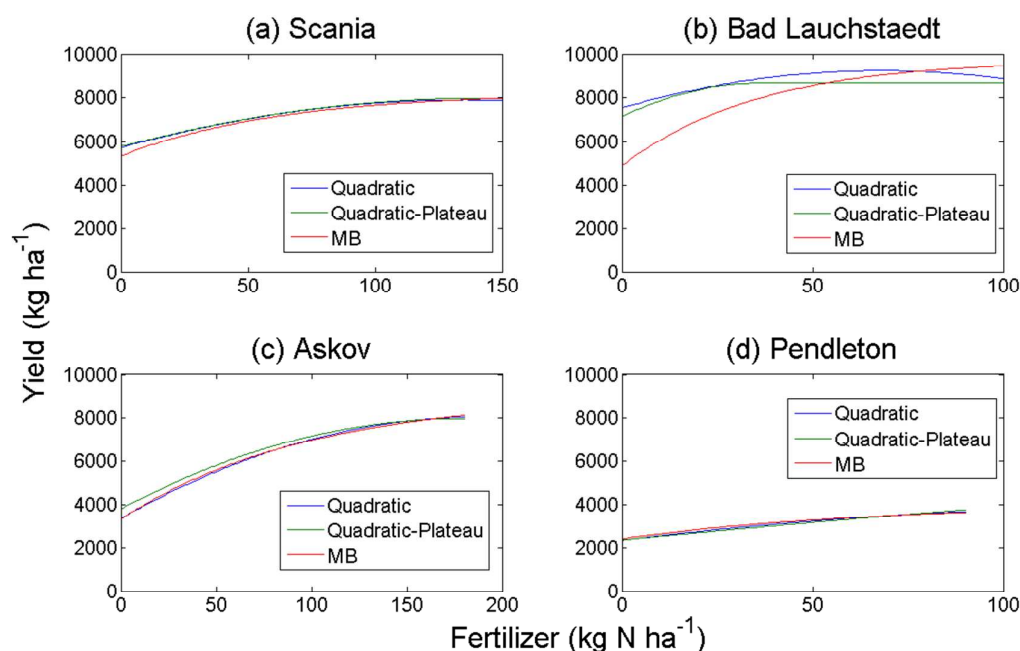 (a) Scania
10000
8000
6000
4000
2000
0
0
50
100
150
Quadratic
Quadratic-Plateau
MB
(b) Bad Lauchstaedt
10000
8000
6000
4000
2000
0
0
50
100
Quadratic
Quadratic-Plateau
MB
(c) Askov
10000
8000
6000
4000
2000
0
0
50
100
150
200
Quadratic
Quadratic-Plateau
MB
(d) Pendleton
10000
8000
6000
4000
2000
0
0
50
100
Quadratic
Quadratic-Plateau
MB
Yield (kg ha⁻¹)
Fertilizer (kg N ha⁻¹)